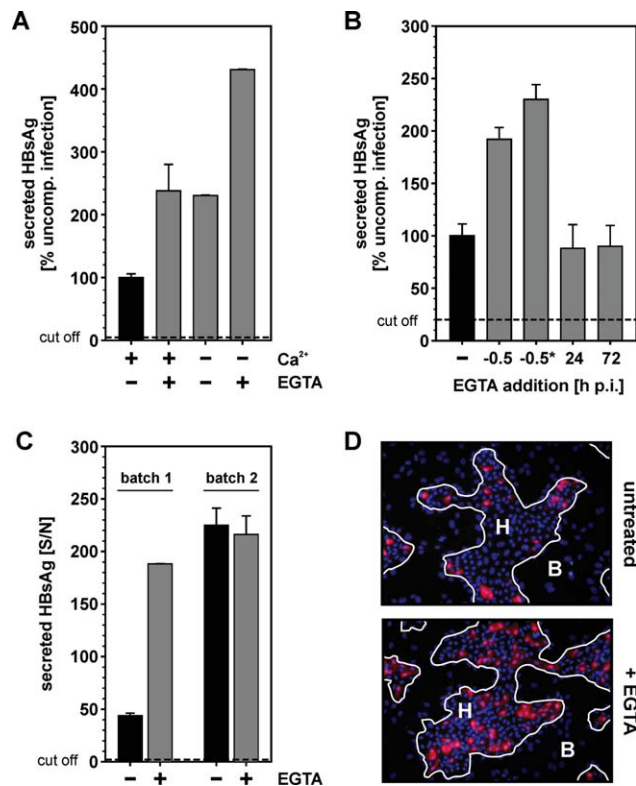 A
secreted HBsAg
[% uncomp. infection]
500
400
300
200
100
0
cut off
+ + − − Ca²⁺
− + − + EGTA
B
secreted HBsAg
[% uncomp. infection]
300
250
200
150
100
50
0
cut off
− -0.5 -0.5* 24 72
EGTA addition [h p.i.]
C
secreted HBsAg [S/N]
300
250
200
150
100
50
0
cut off
batch 1 batch 2
− + − + EGTA
D
H
B
untreated
H
B
+ EGTA